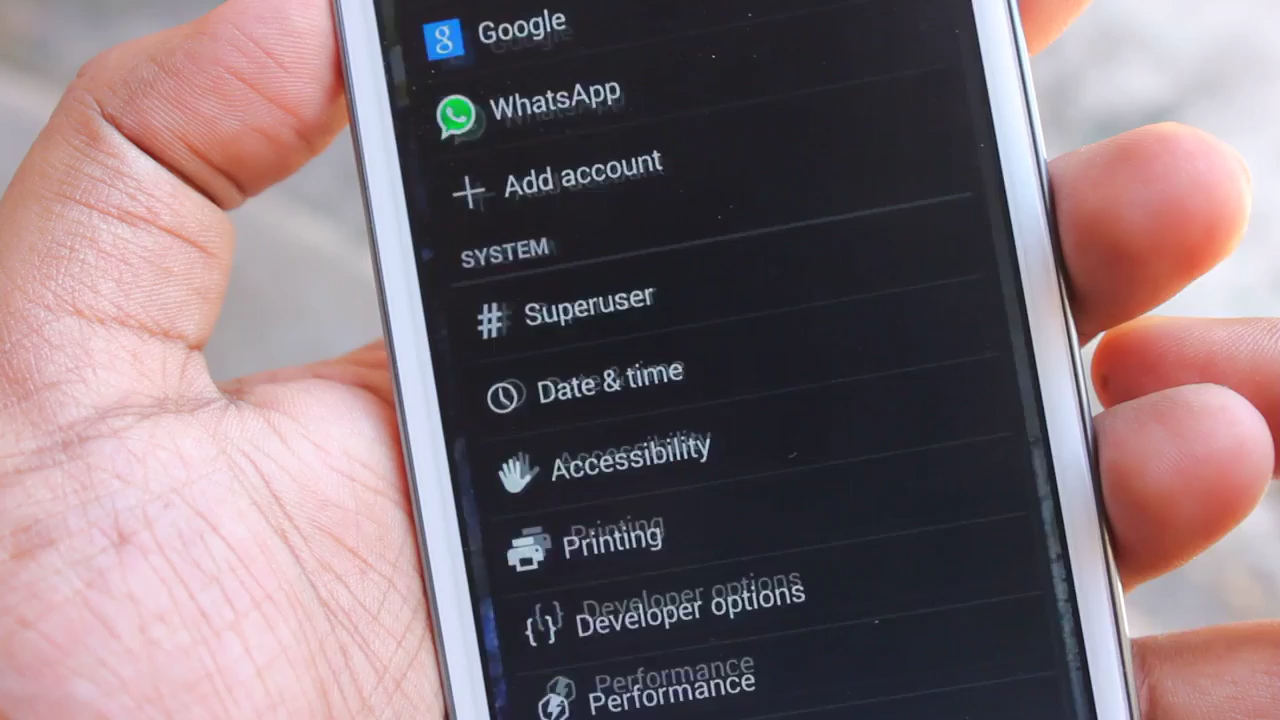 Google
WhatsApp
Add account
SYSTEM
Superuser
Date & time
Accessibility
Printing
Developer options
Performance